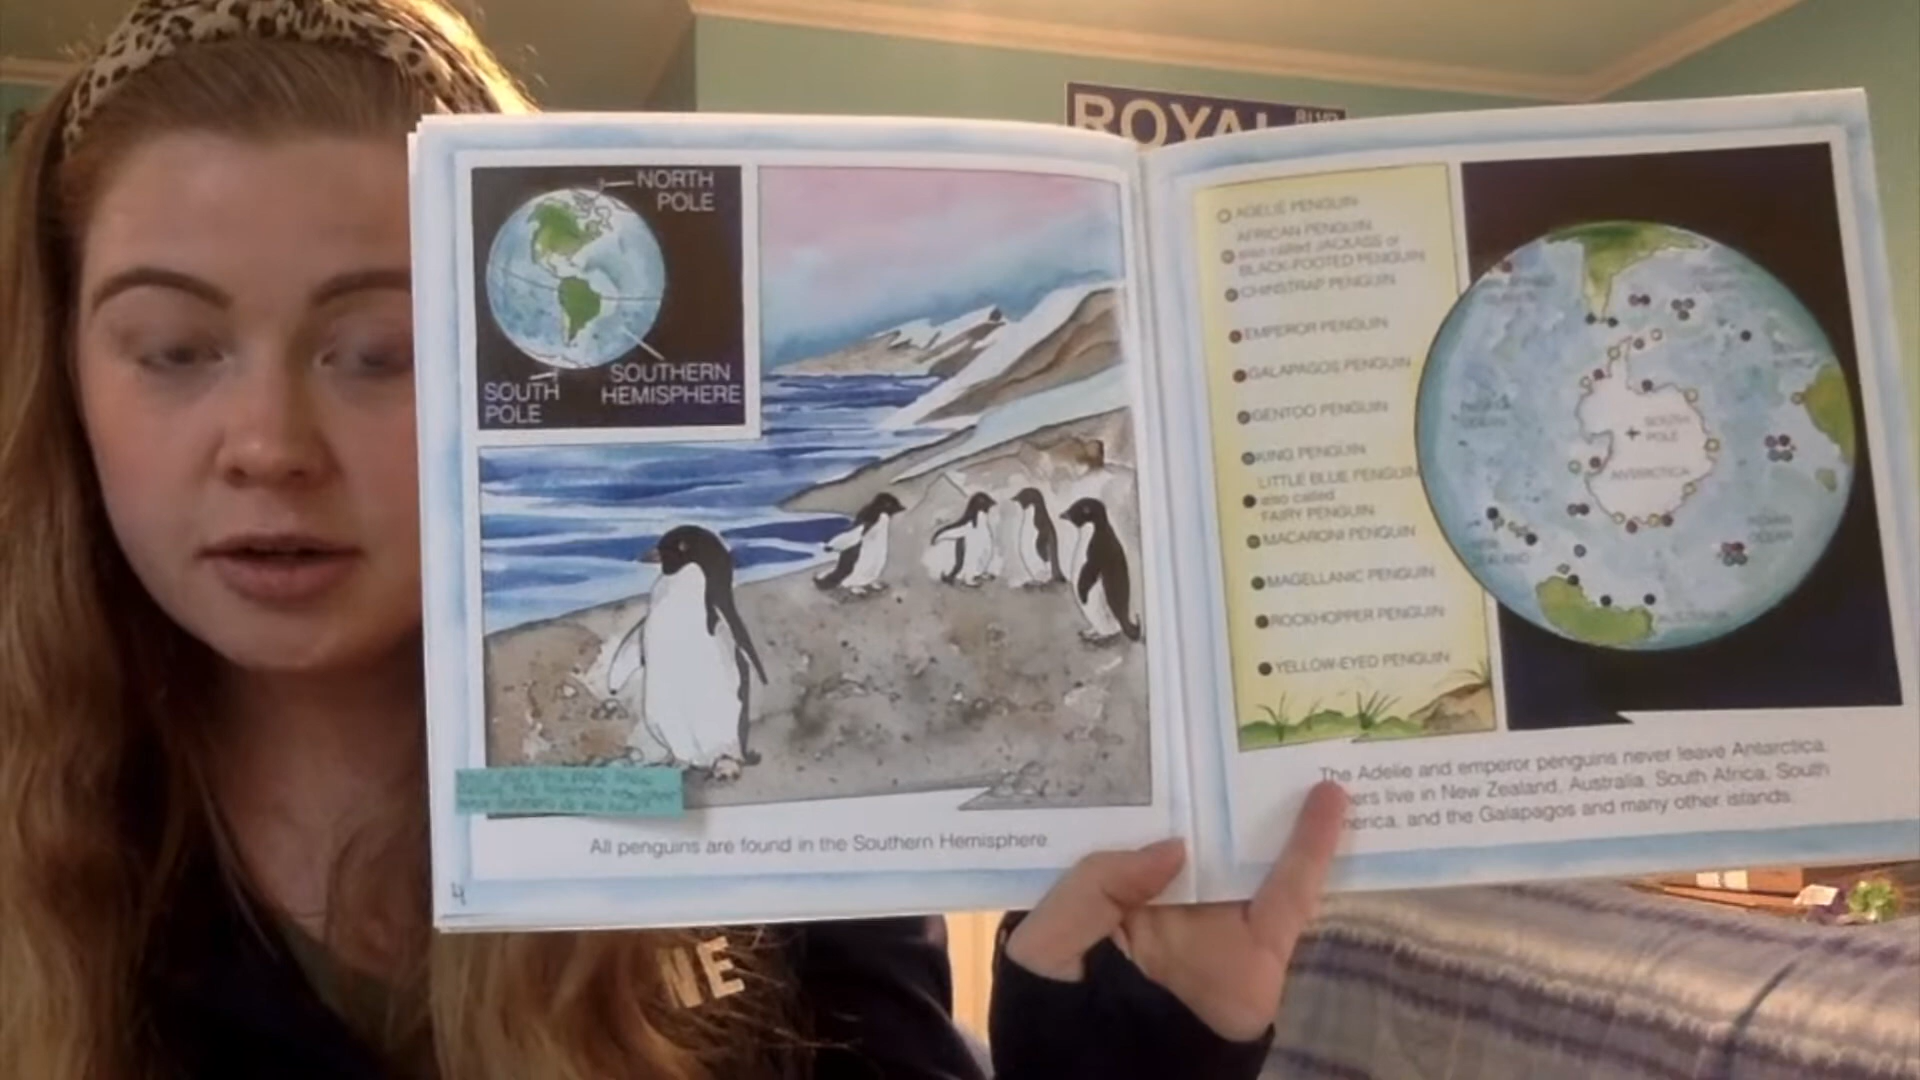 ROYAL BLVD
NORTH
POLE
SOUTHERN
HEMISPHERE
SOUTH
POLE
All penguins are found in the Southern Hemisphere.
4
ADELIE PENGUIN
AFRICAN PENGUIN
also called JACKASS or
BLACK-FOOTED PENGUIN
CHINSTRAP PENGUIN
EMPEROR PENGUIN
GALAPAGOS PENGUIN
GENTOO PENGUIN
KING PENGUIN
LITTLE BLUE PENGUIN
also called
FAIRY PENGUIN
MACARONI PENGUIN
MAGELLANIC PENGUIN
ROCKHOPPER PENGUIN
YELLOW-EYED PENGUIN
SOUTH
POLE
ANTARCTICA
The Adelie and emperor penguins never leave Antarctica.
live in New Zealand, Australia, South Africa, South
and the Galapagos and many other islands.
NE